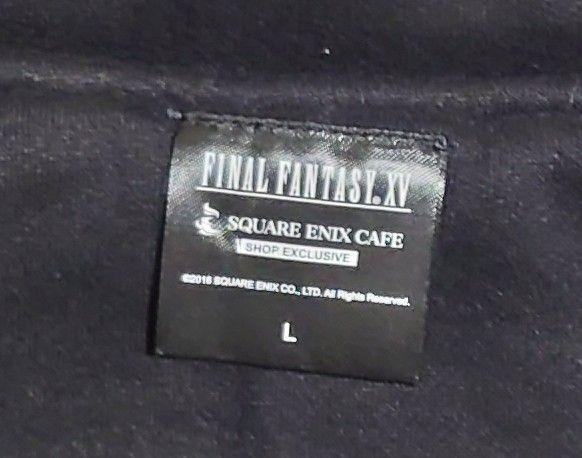 FINAL FANTASY. XV
SQUARE ENIX CAFE
SHOP EXCLUSIVE
©2016 SQUARE ENIX CO., LTD. All Rights Reserved.
L